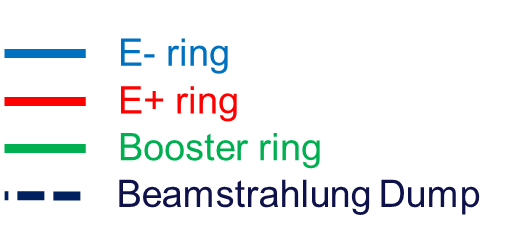 E- ring
E+ ring
Booster ring
Beamstrahlung Dump